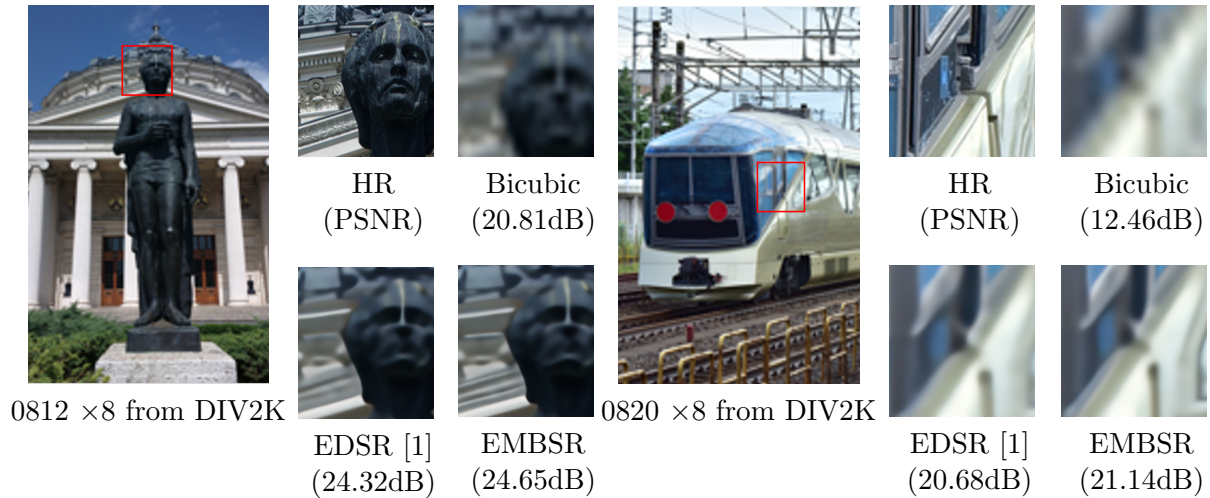 HR
(PSNR)
Bicubic
(20.81dB)
HR
(PSNR)
Bicubic
(12.46dB)
0812 ×8 from DIV2K
EDSR [1]
(24.32dB)
EMBSR
(24.65dB)
0820 ×8 from DIV2K
EDSR [1]
(20.68dB)
EMBSR
(21.14dB)